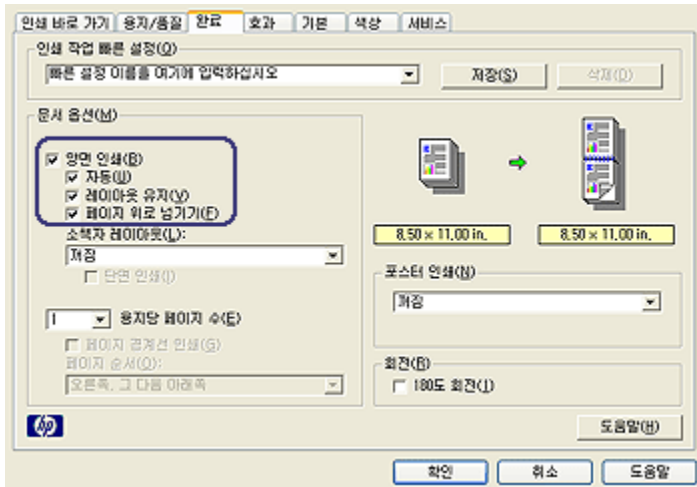 인쇄 바로 가기 용지/품질 완료 효과 기본 색상 서비스
인쇄 작업 빠른 설정(Q)
빠른 설정 이름을 여기에 입력하십시오
저장(S)
삭제(D)
문서 옵션(M)
양면 인쇄(B)
자동(U)
레이아웃 유지(V)
페이지 위로 넘기기(F)
소책자 레이아웃(L):
꺼짐
단면 인쇄(I)
1 용지당 페이지 수(E)
페이지 경계선 인쇄(G)
페이지 순서(O):
오른쪽, 그 다음 아래쪽
8.50 × 11.00 in.
8.50 × 11.00 in.
포스터 인쇄(N)
꺼짐
회전(R)
180도 회전(1)
hp
도움말(H)
확인 취소 도움말